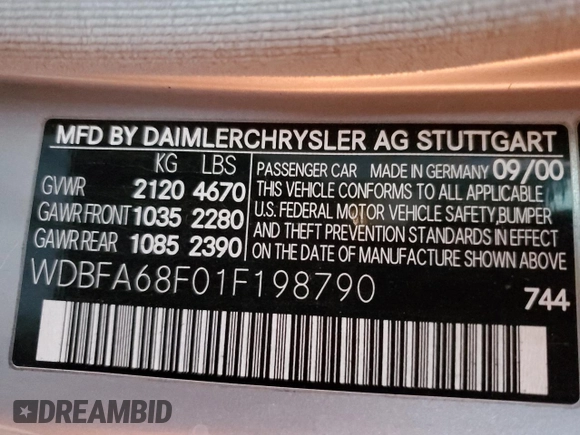 MFD BY DAIMLERCHRYSLER AG STUTTGART
KG LBS
GVWR 2120 4670
GAWR FRONT 1035 2280
GAWR REAR 1085 2390
PASSENGER CAR MADE IN GERMANY 09/00
THIS VEHICLE CONFORMS TO ALL APPLICABLE
U.S. FEDERAL MOTOR VEHICLE SAFETY, BUMPER
AND THEFT PREVENTION STANDARDS IN EFFECT
ON THE DATE OF MANUFACTURE SHOWN ABOVE
WDBFA68F01F198790
744
DREAMBID